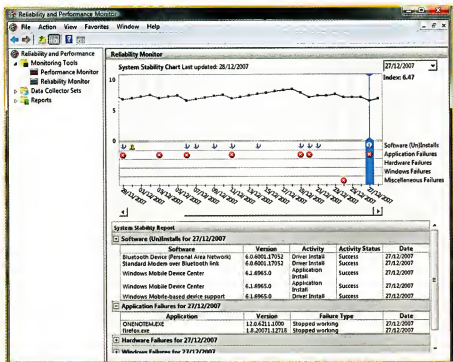 Reliability and Performance Monitor
File Action View Favorites Window Help
Reliability and Performance
Monitoring Tools
Performance Monitor
Reliability Monitor
Data Collector Sets
Reports
Reliability Monitor
System Stability Chart Last updated: 28/12/2007
27/12/2007
Index: 6.47
10
5
0
Software (Un)Installs
Application Failures
Hardware Failures
Windows Failures
Miscellaneous Failures
System Stability Report
Software (Un)Installs for 27/12/2007
Software Version Activity Activity Status Date
Bluetooth Device (Personal Area Network) 6.0.6001.17052 Driver Install Success 27/12/2007
Standard Modem over Bluetooth link 6.0.6001.17052 Driver Install Success 27/12/2007
Windows Mobile Device Center 6.1.6965.0 Application Install Success 27/12/2007
Windows Mobile Device Center 6.1.6965.0 Application Install Success 27/12/2007
Windows Mobile-based device support 6.1.6965.0 Driver Install Success 27/12/2007
Application Failures for 27/12/2007
Application Version Failure Type Date
ONENOTEM.EXE 12.0.6211.1000 Stopped working 27/12/2007
firefox.exe 1.8.20071.12718 Stopped working 27/12/2007
Hardware Failures for 27/12/2007
Windows Failures for 27/12/2007